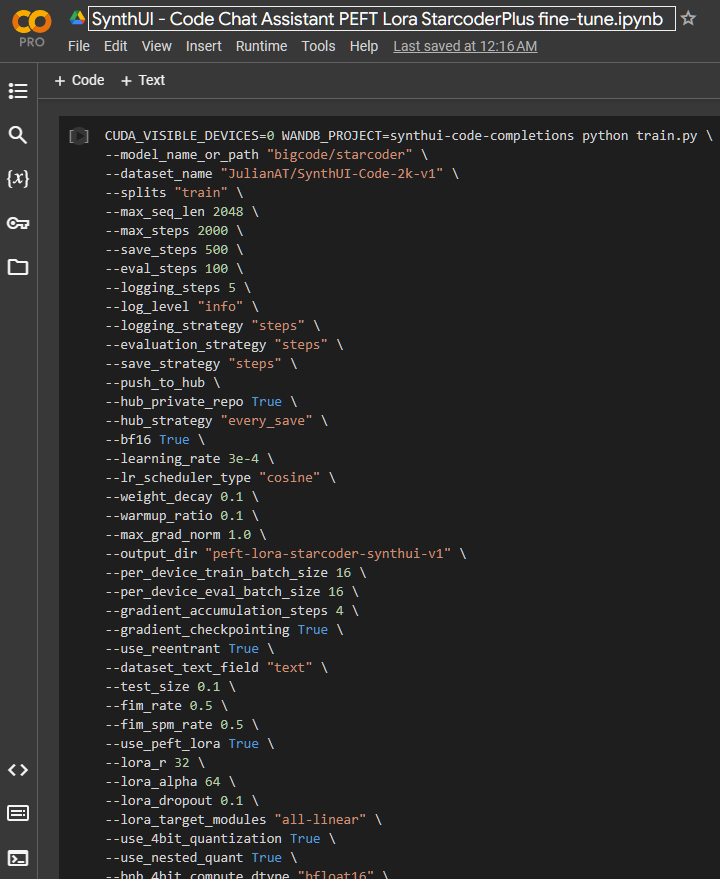 SynthUI - Code Chat Assistant PEFT Lora StarcoderPlus fine-tune.ipynb
PRO
File Edit View Insert Runtime Tools Help Last saved at 12:16 AM
+ Code + Text
{x}
CUDA_VISIBLE_DEVICES=0 WANDB_PROJECT=synthui-code-completions python train.py \
--model_name_or_path "bigcode/starcoder" \
--dataset_name "JulianAT/SynthUI-Code-2k-v1" \
--splits "train" \
--max_seq_len 2048 \
--max_steps 2000 \
--save_steps 500 \
--eval_steps 100 \
--logging_steps 5 \
--log_level "info" \
--logging_strategy "steps" \
--evaluation_strategy "steps" \
--save_strategy "steps" \
--push_to_hub \
--hub_private_repo True \
--hub_strategy "every_save" \
--bf16 True \
--learning_rate 3e-4 \
--lr_scheduler_type "cosine" \
--weight_decay 0.1 \
--warmup_ratio 0.1 \
--max_grad_norm 1.0 \
--output_dir "peft-lora-starcoder-synthui-v1" \
--per_device_train_batch_size 16 \
--per_device_eval_batch_size 16 \
--gradient_accumulation_steps 4 \
--gradient_checkpointing True \
--use_reentrant True \
--dataset_text_field "text" \
--test_size 0.1 \
--fim_rate 0.5 \
--fim_spm_rate 0.5 \
--use_peft_lora True \
--lora_r 32 \
--lora_alpha 64 \
--lora_dropout 0.1 \
--lora_target_modules "all-linear" \
--use_4bit_quantization True \
--use_nested_quant True \
--bnb_4bit_compute_dtype "bfloat16" \